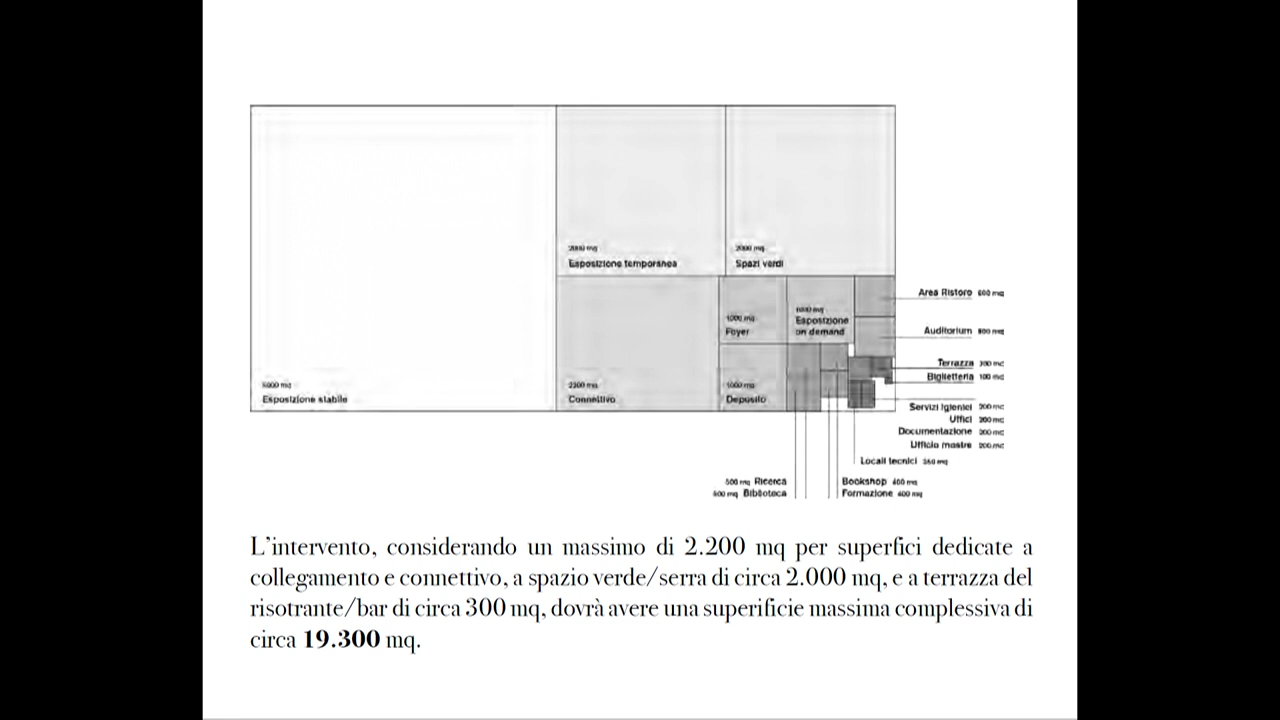 2000 mq
Esposizione temporanea
2000 mq
Spazi verdi
mq
Esposizione stabile
2200 mq
Connettivo
1000 mq
Foyer
1000 mq
Esposizione
on demand
1000 mq
Deposito
Area Ristoro 600 mq
Auditorium mq
Terrazza 300 mq
Biglietteria 100 mq
Servizi Igienici 200 mq
Uffici 200 mq
Documentazione 200 mq
Ufficio mostre 200 mq
Locali tecnici mq
500 mq Ricerca
mq Biblioteca
Bookshop 400 mq
Formazione 400 mq
L’intervento, considerando un massimo di 2.200 mq per superfici dedicate a
collegamento e connettivo, a spazio verde/serra di circa 2.000 mq, e a terrazza del
risotrante/bar di circa 300 mq, dovrà avere una superificie massima complessiva di
circa 19.300 mq.